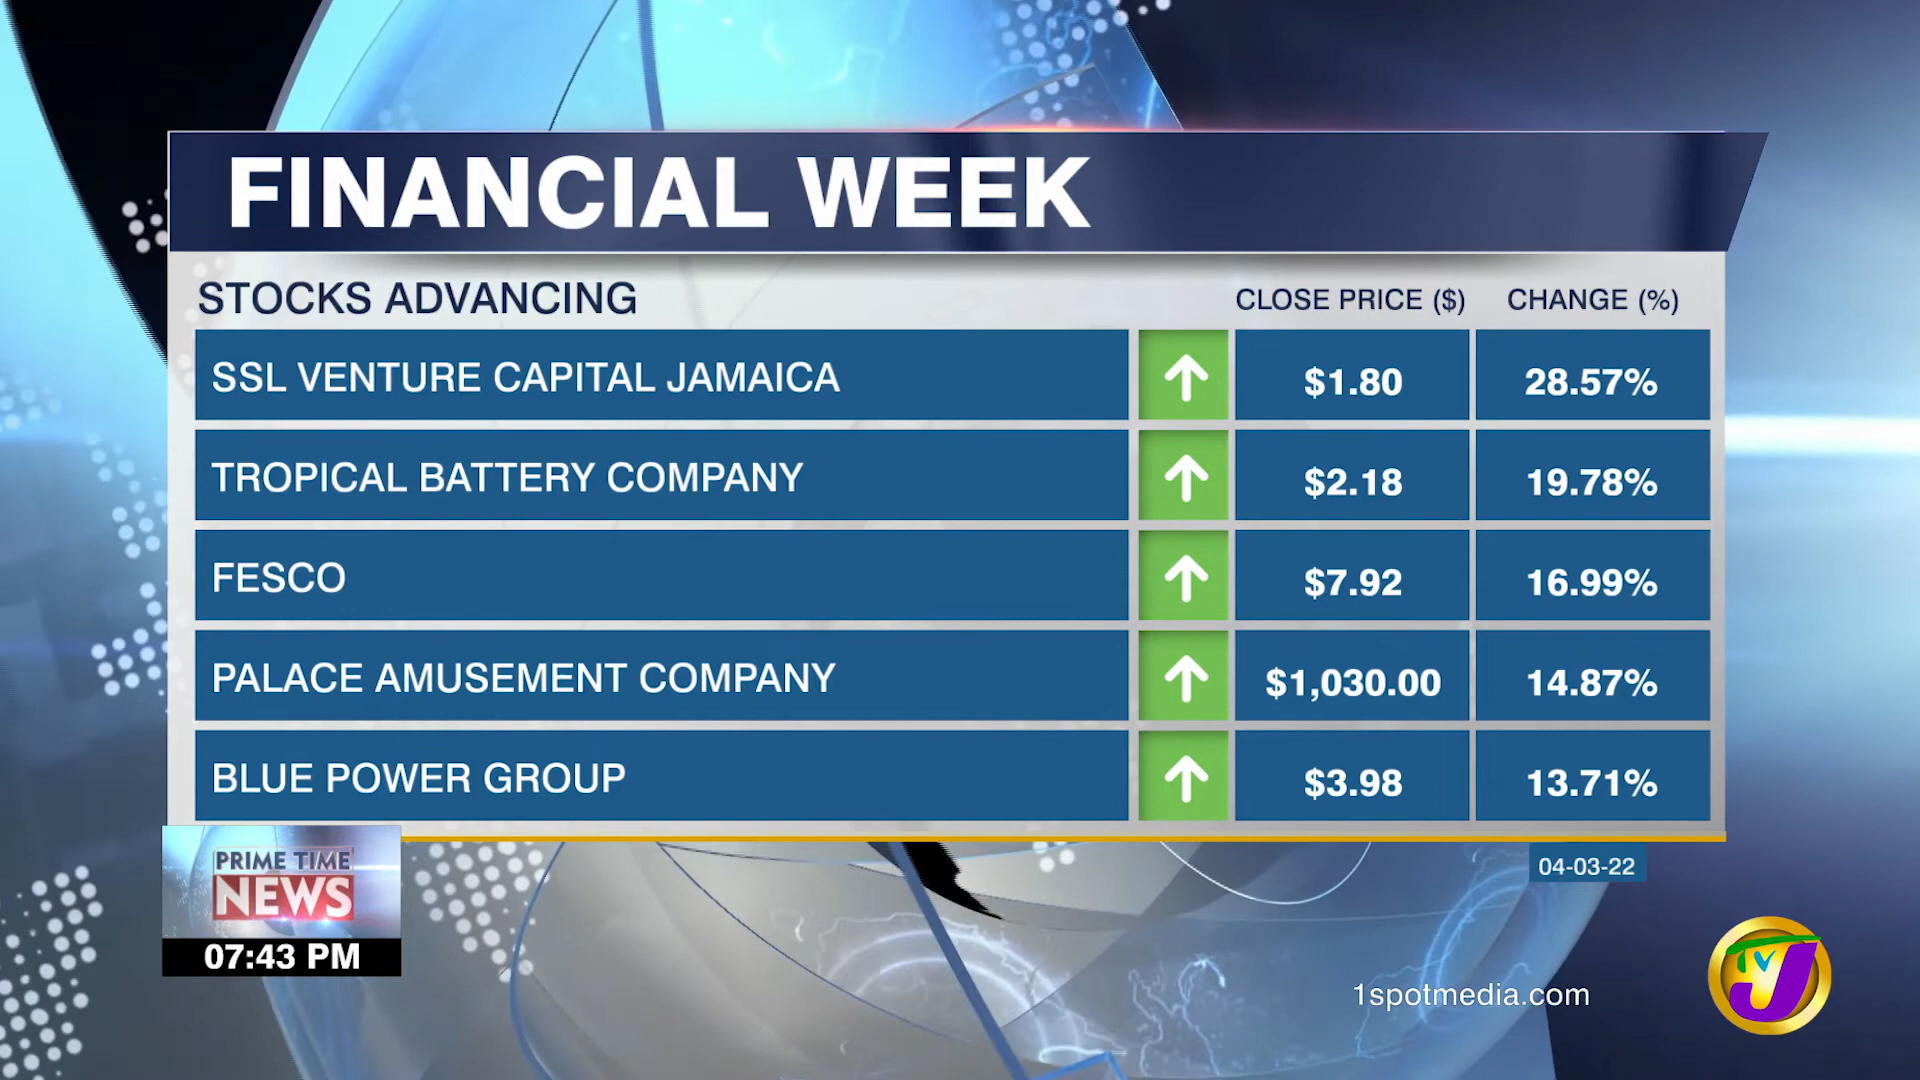 FINANCIAL WEEK
STOCKS ADVANCING CLOSE PRICE ($) CHANGE (%)
SSL VENTURE CAPITAL JAMAICA $1.80 28.57%
TROPICAL BATTERY COMPANY $2.18 19.78%
FESCO $7.92 16.99%
PALACE AMUSEMENT COMPANY $1,030.00 14.87%
BLUE POWER GROUP $3.98 13.71%
PRIME TIME
NEWS
07:43 PM
04-03-22
1spotmedia.com
TVJ